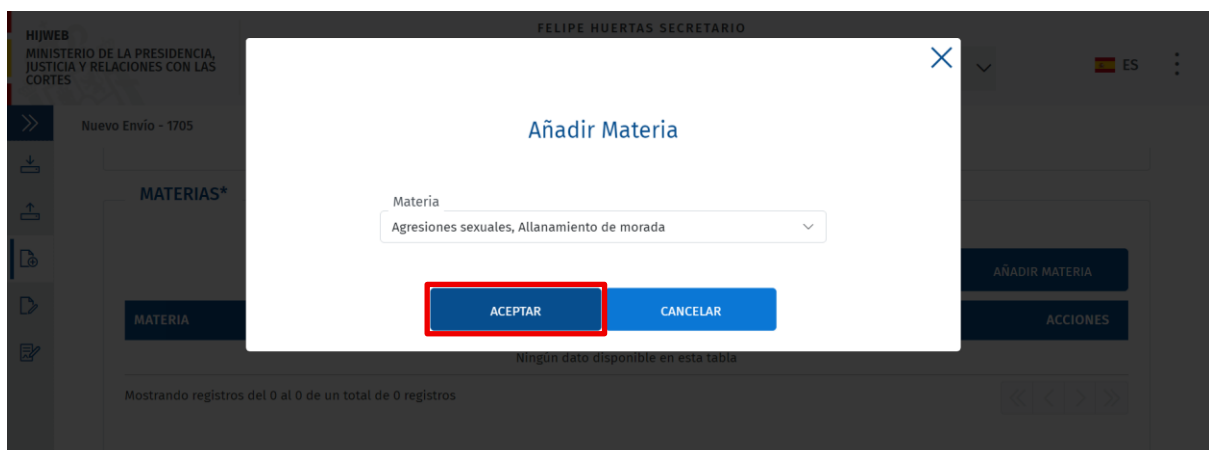 HIJWEB
MINISTERIO DE LA PRESIDENCIA,
JUSTICIA Y RELACIONES CON LAS
CORTES
FELIPE HUERTAS SECRETARIO
ES
Nuevo Envío - 1705
Añadir Materia
MATERIAS*
Materia
Agresiones sexuales, Allanamiento de morada
AÑADIR MATERIA
ACEPTAR
CANCELAR
MATERIA
ACCIONES
Ningún dato disponible en esta tabla
Mostrando registros del 0 al 0 de un total de 0 registros